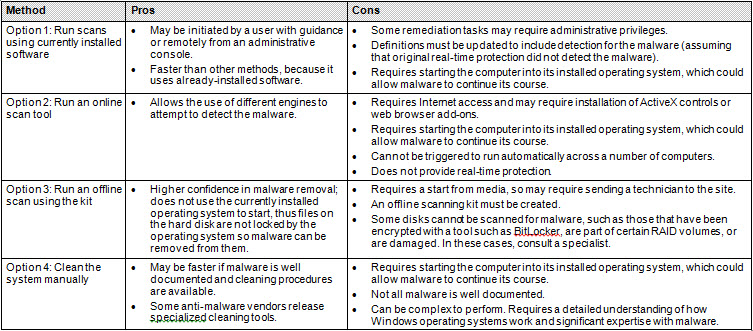 Method Pros Cons
Option 1: Run scans using currently installed software
• May be initiated by a user with guidance or remotely from an administrative console.
• Faster than other methods, because it uses already-installed software.
• Some remediation tasks may require administrative privileges.
• Definitions must be updated to include detection for the malware (assuming that original real-time protection did not detect the malware).
• Requires starting the computer into its installed operating system, which could allow malware to continue its course.
Option 2: Run an online scan tool
• Allows the use of different engines to attempt to detect the malware.
• Requires Internet access and may require installation of ActiveX controls or web browser add-ons.
• Requires starting the computer into its installed operating system, which could allow malware to continue its course.
• Cannot be triggered to run automatically across a number of computers.
• Does not provide real-time protection.
Option 3: Run an offline scan using the kit
• Higher confidence in malware removal; does not use the currently installed operating system to start, thus files on the hard disk are not locked by the operating system so malware can be removed from them.
• Requires a start from media, so may require sending a technician to the site.
• An offline scanning kit must be created.
• Some disks cannot be scanned for malware, such as those that have been encrypted with a tool such as BitLocker, are part of certain RAID volumes, or are damaged. In these cases, consult a specialist.
Option 4: Clean the system manually
• May be faster if malware is well documented and cleaning procedures are available.
• Some anti-malware vendors release specialized cleaning tools.
• Requires starting the computer into its installed operating system, which could allow malware to continue its course.
• Not all malware is well documented.
• Can be complex to perform. Requires a detailed understanding of how Windows operating systems work and significant expertise with malware.